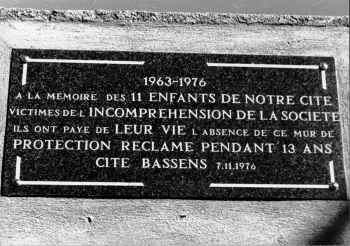 1963-1976
A LA MEMOIRE DES 11 ENFANTS DE NOTRE CITE
VICTIMES DE L'INCOMPREHENSION DE LA SOCIETE
ILS ONT PAYE DE LEUR VIE L'ABSENCE DE CE MUR DE
PROTECTION RECLAME PENDANT 13 ANS
CITE BASSENS 7.11.1976